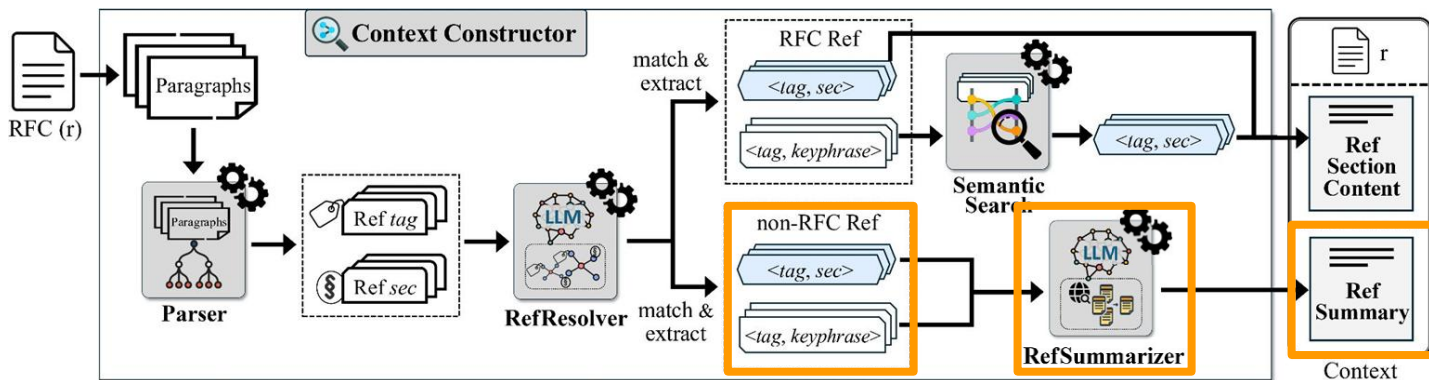 Context Constructor
RFC (r)
Paragraphs
Paragraphs
Parser
Ref tag
§
Ref sec
LLM
RefResolver
match &
extract
match &
extract
RFC Ref
<tag, sec>
<tag, keyphrase>
Semantic
Search
<tag, sec>
non-RFC Ref
<tag, sec>
<tag, keyphrase>
LLM
RefSummarizer
r
Ref
Section
Content
Ref
Summary
Context